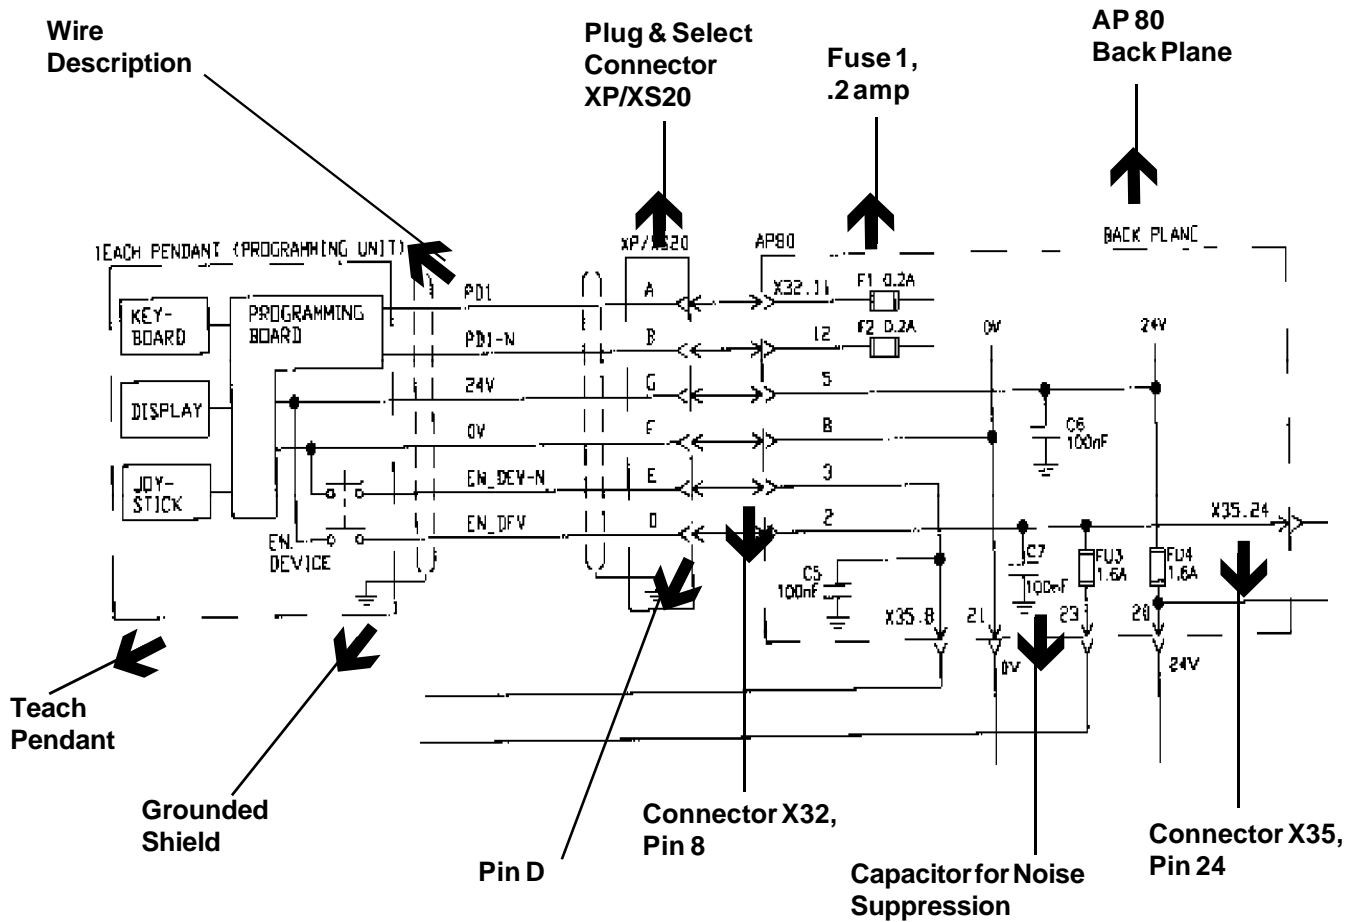 Wire
Description
Plug & Select
Connector
XP/XS20
Fuse 1,
.2 amp
AP 80
Back Plane
TEACH PENDANT (PROGRAMMING UNIT)
XP/XS20
AP80
BACK PLANE
KEY-
BOARD
PROGRAMMING
BOARD
DISPLAY
JOY-
STICK
EN.
DEVICE
PD1
A
X32.11
F1 0.2A
PD1-N
B
12
F2 0.2A
0V
24V
24V
G
5
C6
100nF
0V
F
8
EN_DEV-N
E
3
EN_DEV
D
2
X35.24
C5
100nF
C7
100nF
FU3
1.6A
FU4
1.6A
X35.8
21
23
20
0V
24V
Teach
Pendant
Grounded
Shield
Pin D
Connector X32,
Pin 8
Capacitor for Noise
Suppression
Connector X35,
Pin 24